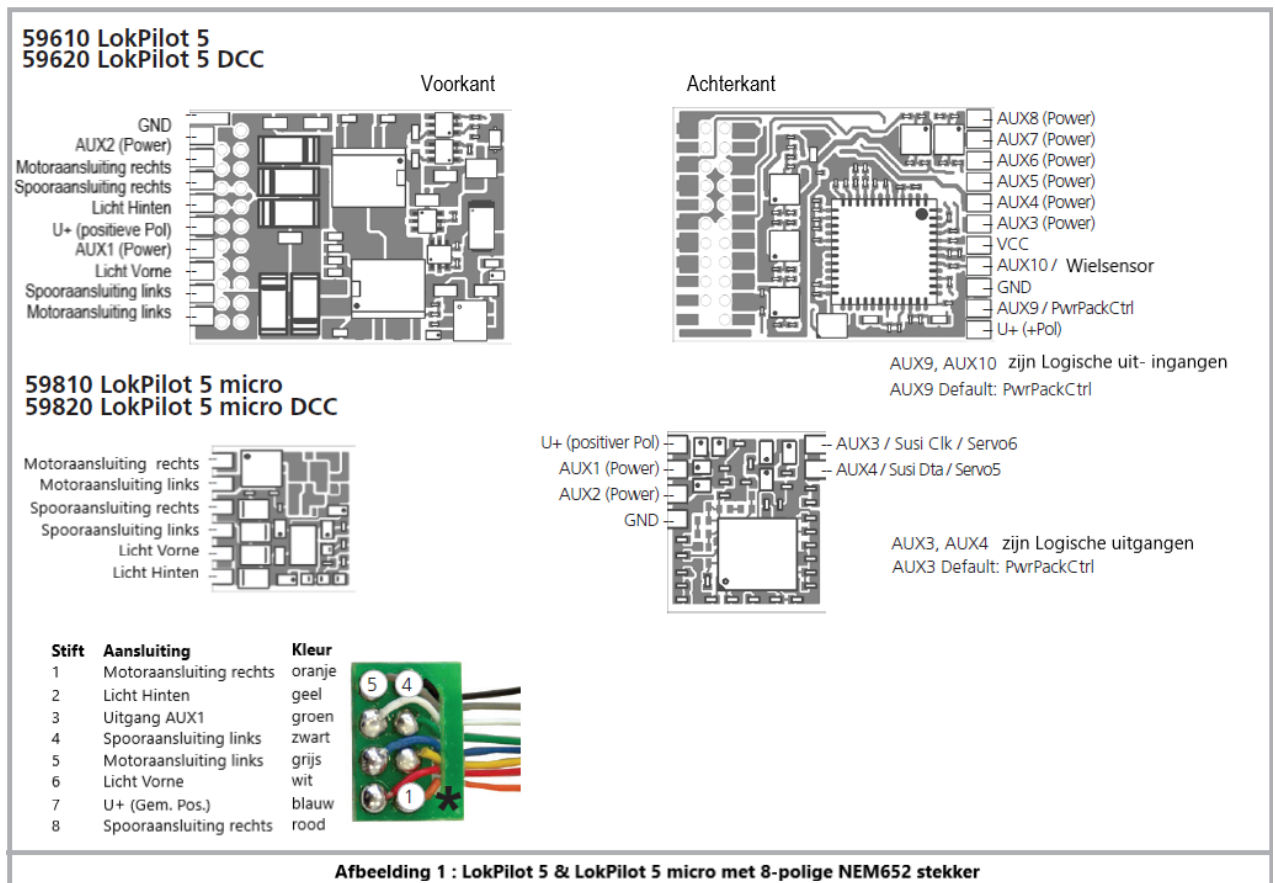 59610 LokPilot 5
59620 LokPilot 5 DCC
Voorkant
Achterkant
GND
AUX2 (Power)
Motoraansluiting rechts
Spooraansluiting rechts
Licht Hinten
U+ (positieve Pol)
AUX1 (Power)
Licht Vorne
Spooraansluiting links
Motoraansluiting links
AUX8 (Power)
AUX7 (Power)
AUX6 (Power)
AUX5 (Power)
AUX4 (Power)
AUX3 (Power)
VCC
AUX10 / Wielsensor
GND
AUX9 / PwrPackCtrl
U+ (+Pol)
AUX9, AUX10 zijn Logische uit- ingangen
AUX9 Default: PwrPackCtrl
59810 LokPilot 5 micro
59820 LokPilot 5 micro DCC
Motoraansluiting rechts
Motoraansluiting links
Spooraansluiting rechts
Spooraansluiting links
Licht Vorne
Licht Hinten
U+ (positiver Pol)
AUX1 (Power)
AUX2 (Power)
GND
AUX3 / Susi Clk / Servo6
AUX4 / Susi Dta / Servo5
AUX3, AUX4 zijn Logische uitgangen
AUX3 Default: PwrPackCtrl
Stift Aansluiting Kleur
1 Motoraansluiting rechts oranje
2 Licht Hinten geel
3 Uitgang AUX1 groen
4 Spooraansluiting links zwart
5 Motoraansluiting links grijs
6 Licht Vorne wit
7 U+ (Gem. Pos.) blauw
8 Spooraansluiting rechts rood
5 4
1 *
Afbeelding 1 : LokPilot 5 & LokPilot 5 micro met 8-polige NEM652 stekker